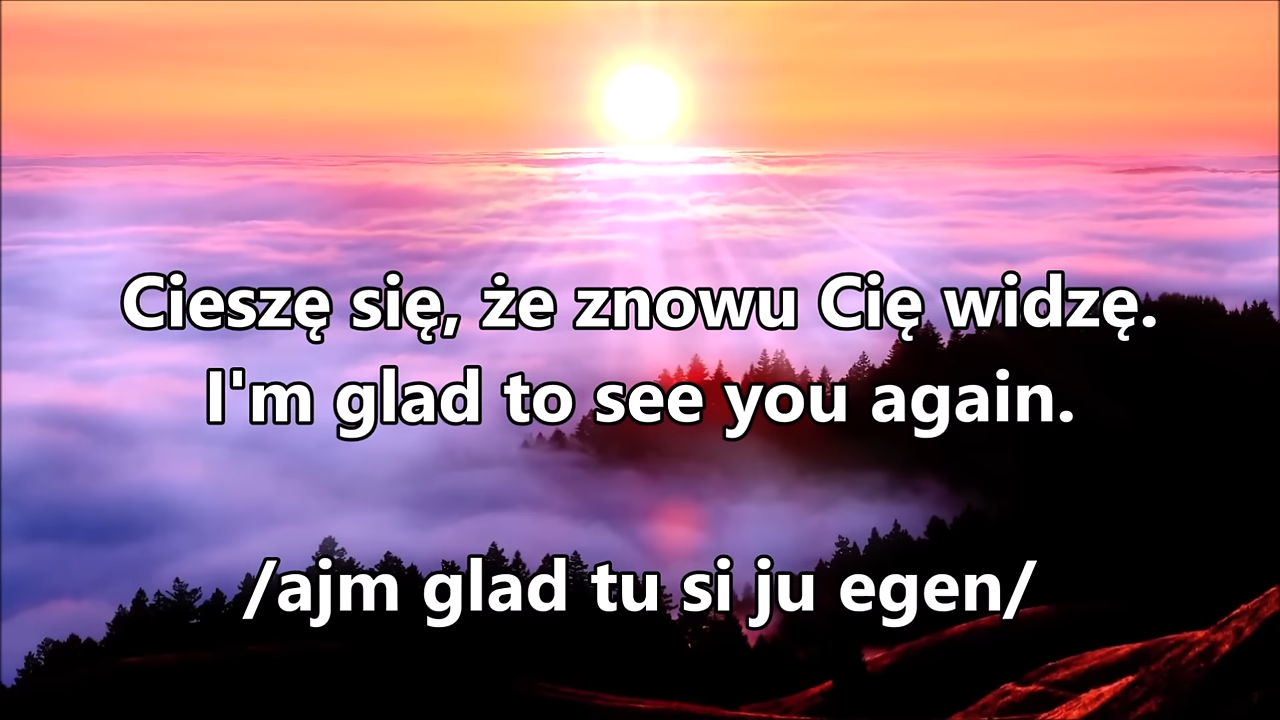 Cieszę się, że znowu Cię widzę.
I'm glad to see you again.
/ajm glad tu si ju egen/